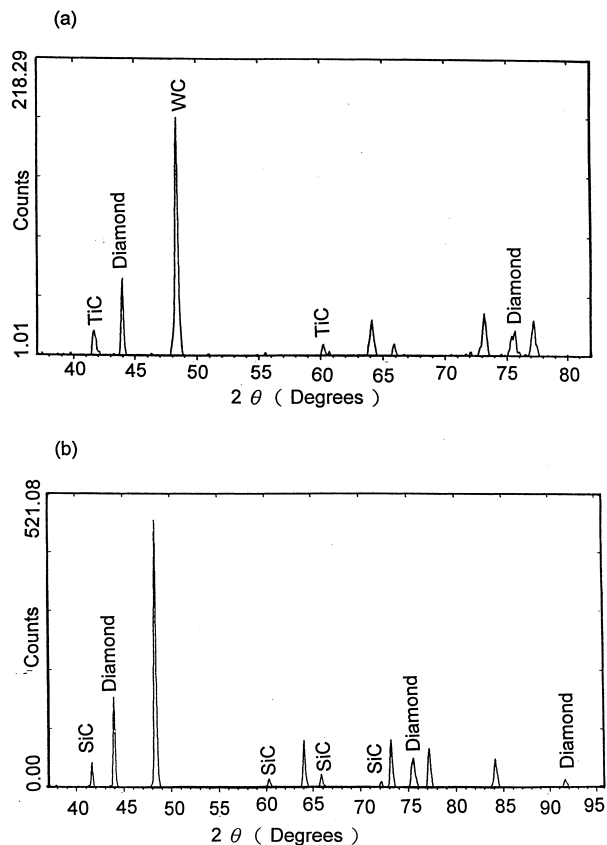 (a)
218.29
Counts
1.01
TiC
Diamond
WC
TiC
Diamond
40 45 50 55 60 65 70 75 80
2 θ ( Degrees )
(b)
521.08
Counts
0.00
SiC
Diamond
SiC
SiC
SiC
Diamond
Diamond
40 45 50 55 60 65 70 75 80 85 90 95
2 θ ( Degrees )